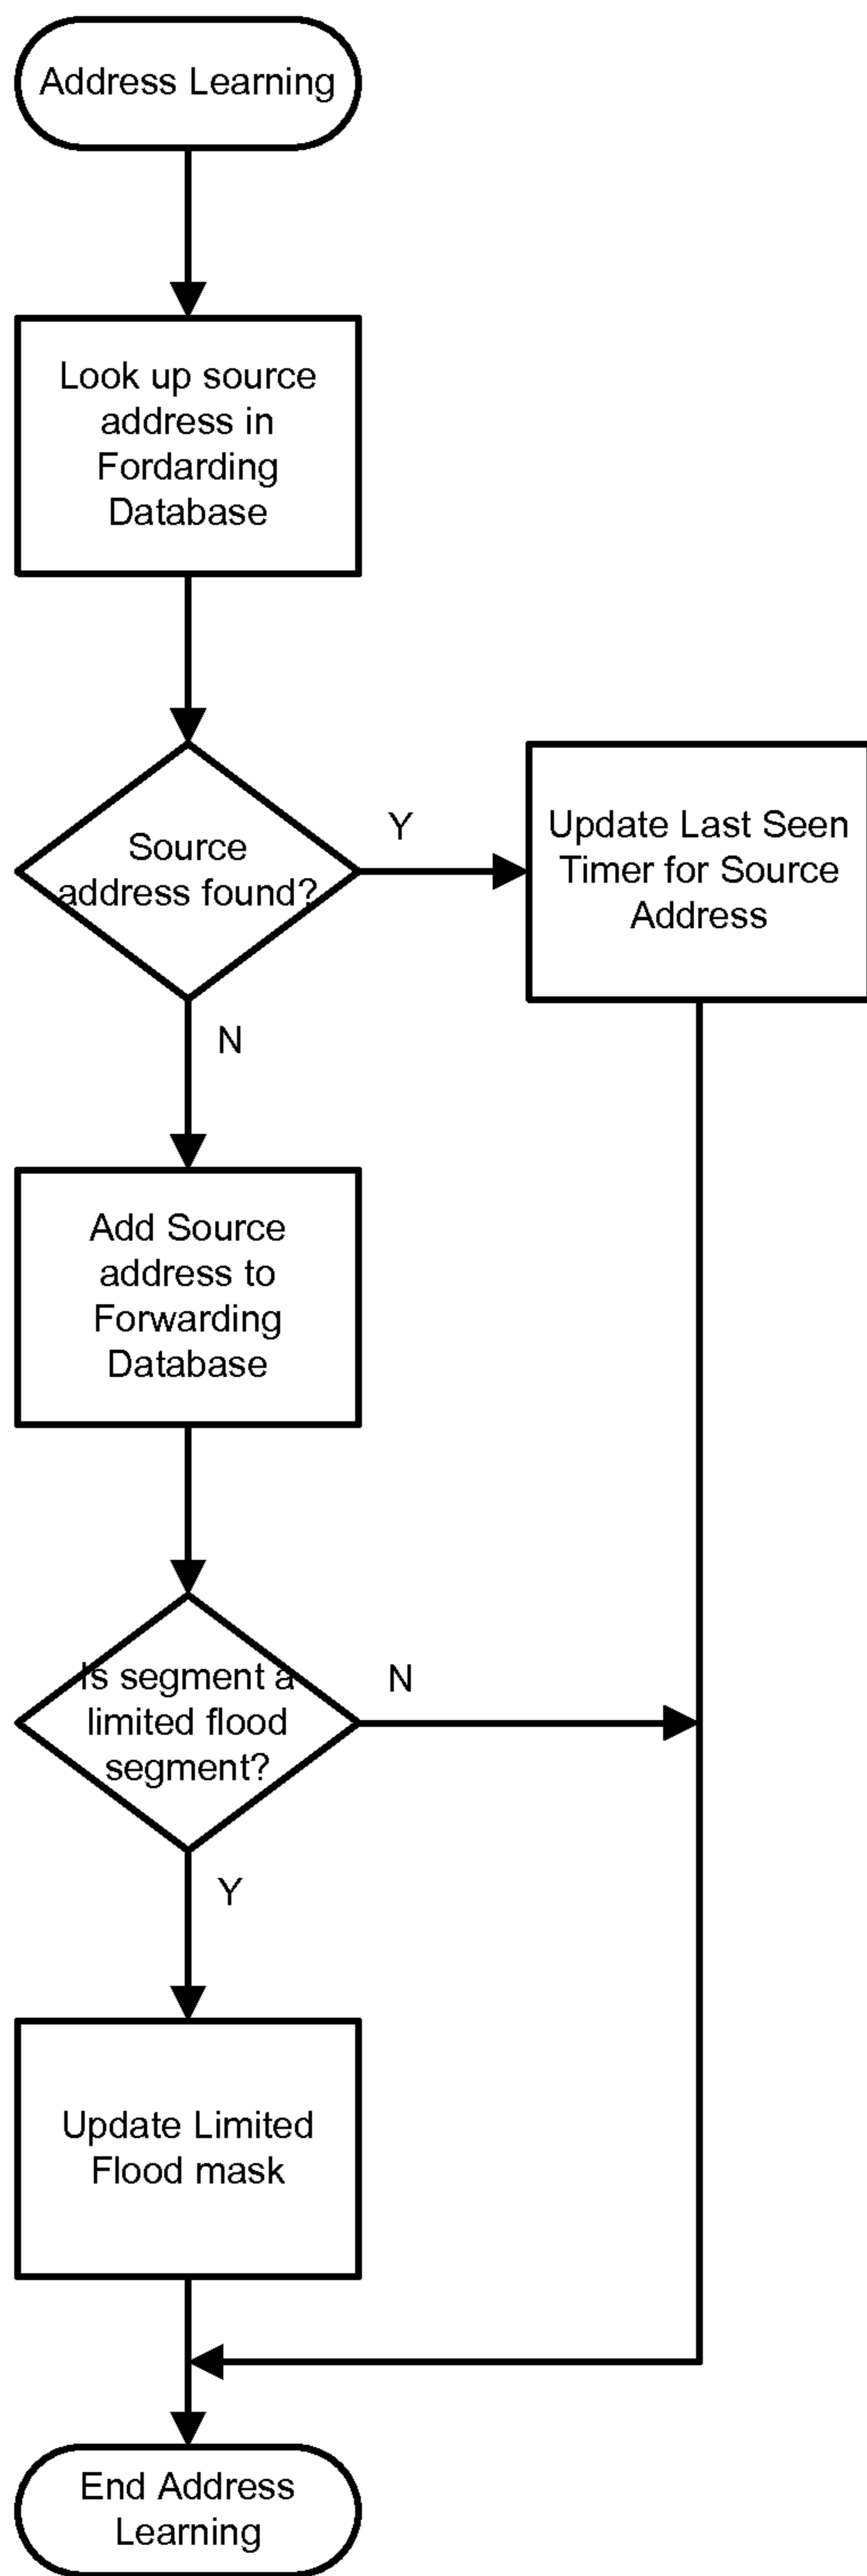 Address Learning
Look up source
address in
Fordarding
Database
Source
address found?
Y
Update Last Seen
Timer for Source
Address
N
Add Source
address to
Forwarding
Database
Is segment a
limited flood
segment?
N
Y
Update Limited
Flood mask
End Address
Learning